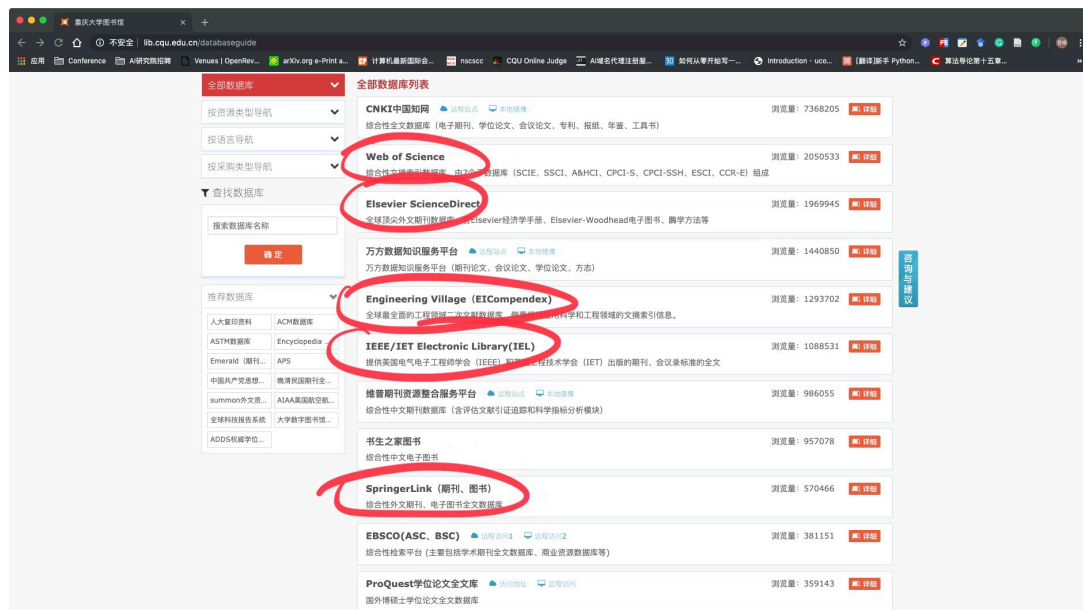 重庆大学图书馆
不安全 | lib.cqu.edu.cn/databaseguide
应用 Conference AI研究院招聘 Venues | OpenRev... arXiv.org e-Print a... 计算机最新国际会... nscscc CQU Online Judge AI域名代理注册服... 如何从零开始写一... Introduction · uco... [翻译]新手 Python... 算法导论第十五章... »
全部数据库
按资源类型导航
按语言导航
按采购类型导航
查找数据库
搜索数据库名称
确定
推荐数据库
人大复印资料 ACM数据库
ASTM数据库 Encyclopedia ...
Emerald（期刊... APS
中国共产党思想... 晚清民国期刊全...
summon外文资... AIAA美国航空航...
全球科技报告系统 大学数字图书馆...
ADDS权威学位...
全部数据库列表
CNKI中国知网 远程站点 本地镜像 浏览量：7368205 详细
综合性全文数据库（电子期刊、学位论文、会议论文、专利、报纸、年鉴、工具书）
Web of Science 浏览量：2050533 详细
综合性文摘索引数据库，由7个子数据库（SCIE、SSCI、A&HCI、CPCI-S、CPCI-SSH、ESCI、CCR-E）组成
Elsevier ScienceDirect 浏览量：1969945 详细
全球顶尖外文期刊数据库，含Elsevier经济学手册、Elsevier-Woodhead电子图书、酶学方法等
万方数据知识服务平台 远程站点 本地镜像 浏览量：1440850 详细
万方数据知识服务平台（期刊论文、会议论文、学位论文、方志）
Engineering Village（EICompendex） 浏览量：1293702 详细
全球最全面的工程领域二次文献数据库，科学和工程领域的文摘索引信息。
IEEE/IET Electronic Library(IEL) 浏览量：1088531 详细
提供美国电气电子工程师学会（IEEE）和英国工程技术学会（IET）出版的期刊、会议录标准的全文
维普期刊资源整合服务平台 远程站点 本地镜像 浏览量：986055 详细
综合性中文期刊数据库（含评估文献引证追踪和科学指标分析模块）
书生之家图书 浏览量：957078 详细
综合性中文电子图书
SpringerLink（期刊、图书） 浏览量：570466 详细
综合性外文期刊、电子图书全文数据库
EBSCO(ASC、BSC) 远程访问1 远程访问2 浏览量：381151 详细
综合检索平台 (主要包括学术期刊全文数据库、商业资源数据库等)
ProQuest学位论文全文库 访问地址 远程访问 浏览量：359143 详细
国外博硕士学位论文全文数据库
咨询与建议